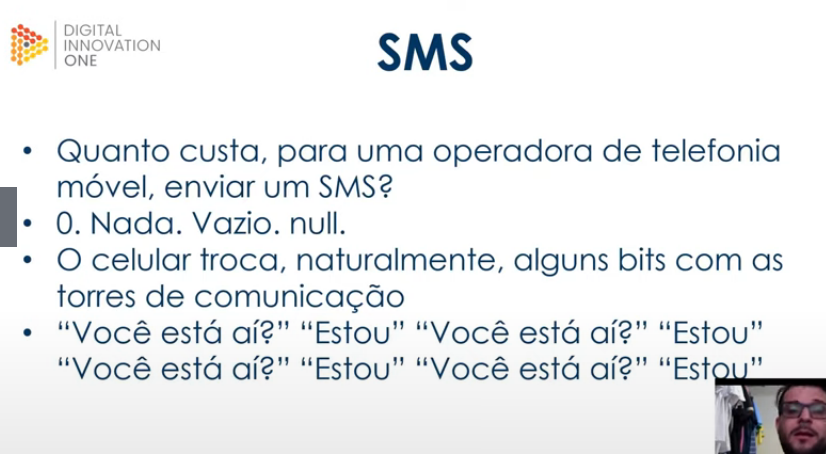 DIGITAL
INNOVATION
ONE
SMS
• Quanto custa, para uma operadora de telefonia
móvel, enviar um SMS?
• 0. Nada. Vazio. null.
• O celular troca, naturalmente, alguns bits com as
torres de comunicação
• “Você está aí?” “Estou” “Você está aí?” “Estou”
“Você está aí?” “Estou” “Você está aí?” “Estou”